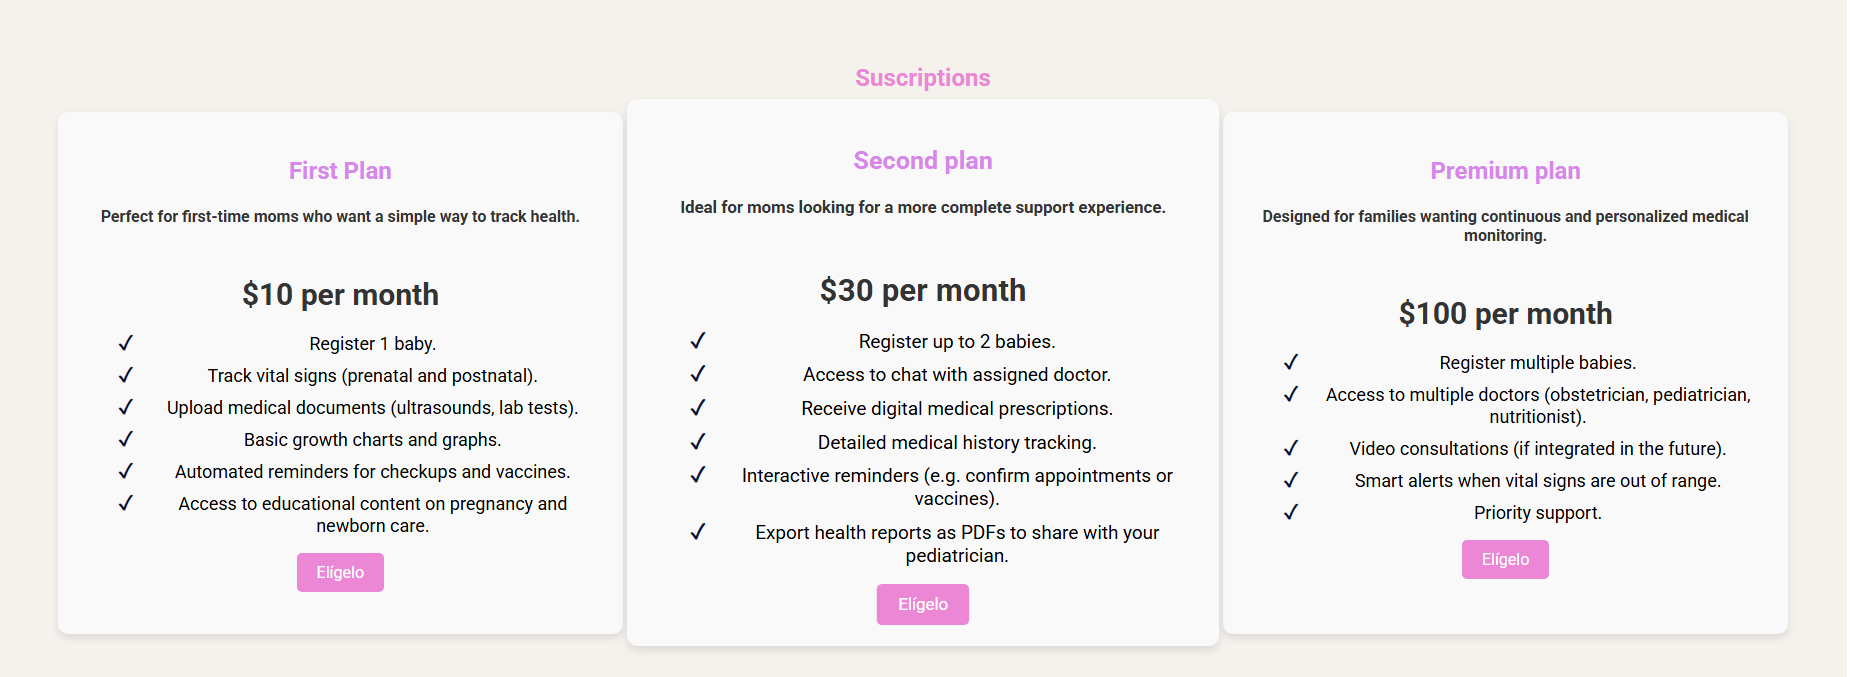 Suscriptions
First Plan
Perfect for first-time moms who want a simple way to track health.
$10 per month
✓ Register 1 baby.
✓ Track vital signs (prenatal and postnatal).
✓ Upload medical documents (ultrasounds, lab tests).
✓ Basic growth charts and graphs.
✓ Automated reminders for checkups and vaccines.
✓ Access to educational content on pregnancy and
newborn care.
Elígelo
Second plan
Ideal for moms looking for a more complete support experience.
$30 per month
✓ Register up to 2 babies.
✓ Access to chat with assigned doctor.
✓ Receive digital medical prescriptions.
✓ Detailed medical history tracking.
✓ Interactive reminders (e.g. confirm appointments or
vaccines).
✓ Export health reports as PDFs to share with your
pediatrician.
Elígelo
Premium plan
Designed for families wanting continuous and personalized medical
monitoring.
$100 per month
✓ Register multiple babies.
✓ Access to multiple doctors (obstetrician, pediatrician,
nutritionist).
✓ Video consultations (if integrated in the future).
✓ Smart alerts when vital signs are out of range.
✓ Priority support.
Elígelo